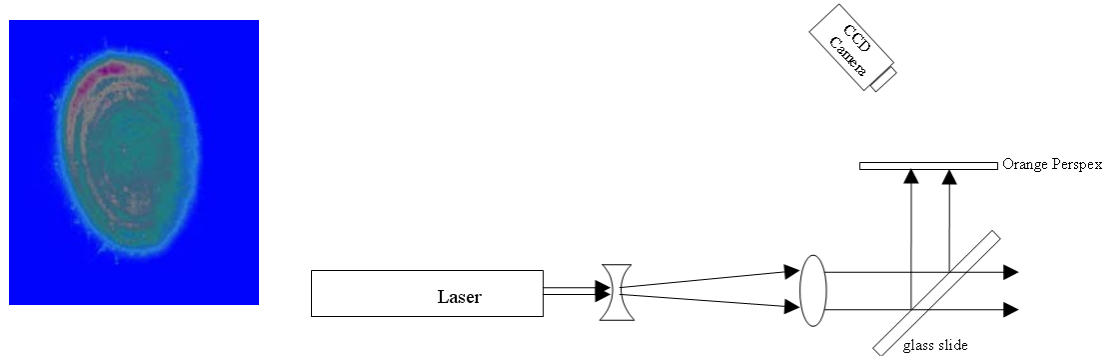 CCD
Camera
Orange Perspex
Laser
glass slide